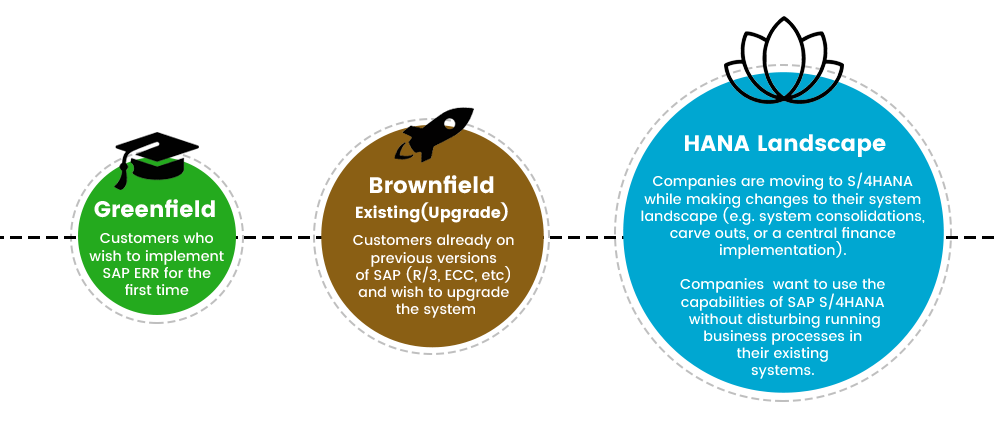 Greenfield
Customers who
wish to implement
SAP ERR for the
first time
Brownfield
Existing(Upgrade)
Customers already on
previous versions
of SAP (R/3, ECC, etc)
and wish to upgrade
the system
HANA Landscape
Companies are moving to S/4HANA
while making changes to their system
landscape (e.g. system consolidations,
carve outs, or a central finance
implementation).
Companies want to use the
capabilities of SAP S/4HANA
without disturbing running
business processes in
their existing
systems.